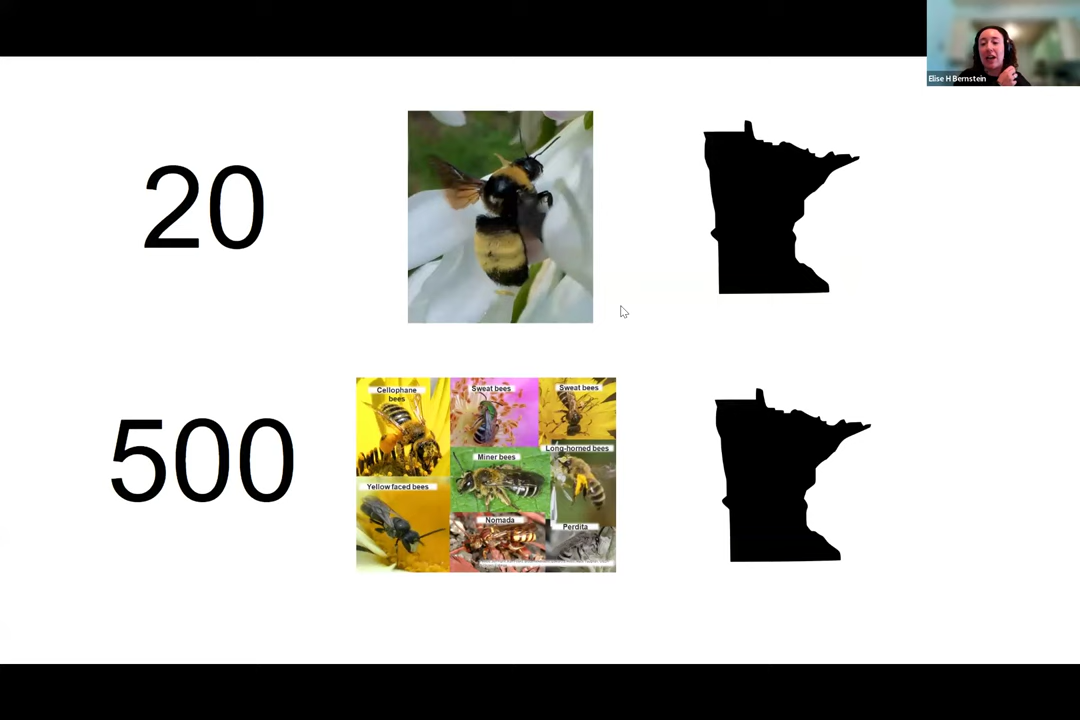 Elise H Bernstein
20
500
Cellophane
bees
Sweat bees
Sweat bees
Miner bees
Long-horned bees
Yellow faced bees
Nomada
Perdita